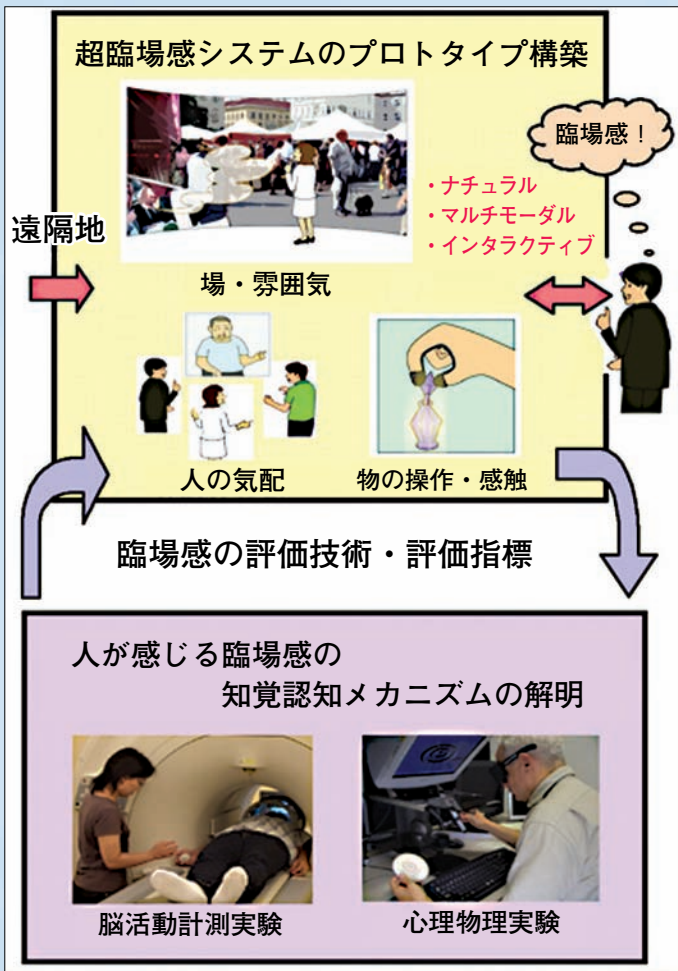 超臨場感システムのプロトタイプ構築
臨場感！
・ナチュラル
・マルチモーダル
・インタラクティブ
遠隔地
場・雰囲気
人の気配
物の操作・感触
臨場感の評価技術・評価指標
人が感じる臨場感の
知覚認知メカニズムの解明
脳活動計測実験
心理物理実験